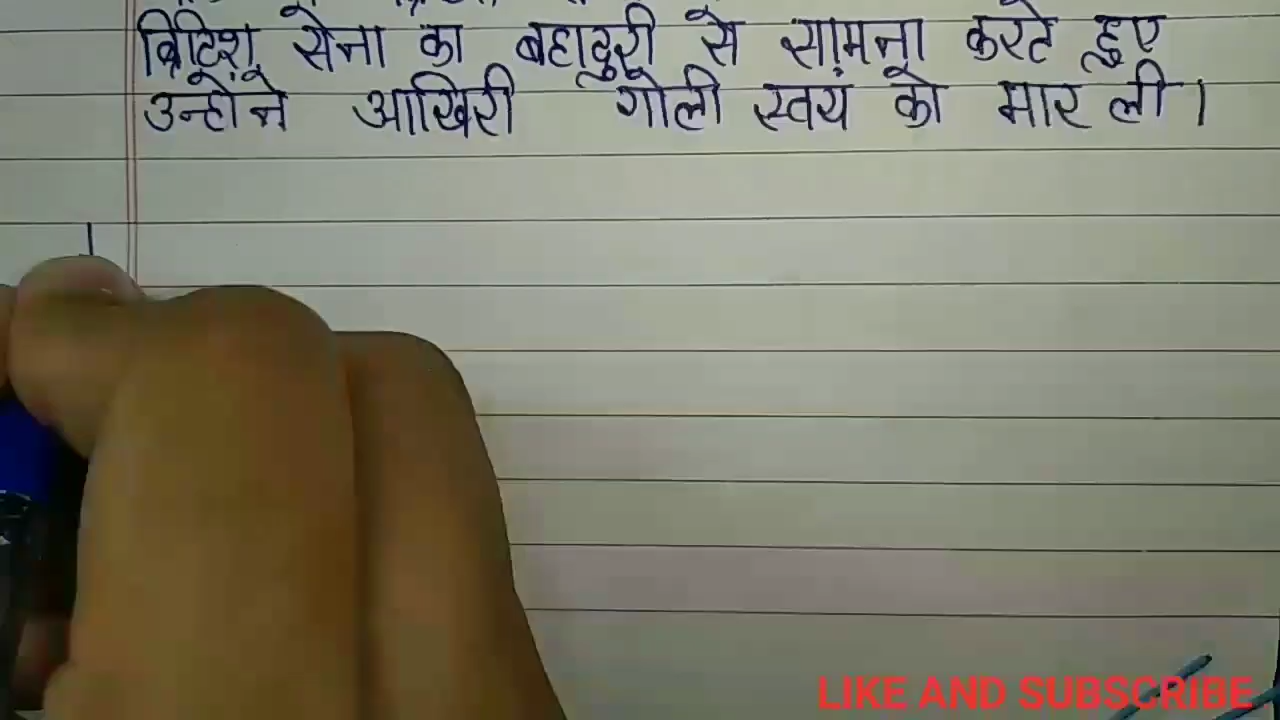 ब्रिटिश सेना का बहादुरी से सामना करते हुए
उन्होंने आखिरी गोली स्वयं को मार ली।
LIKE AND SUBSCRIBE